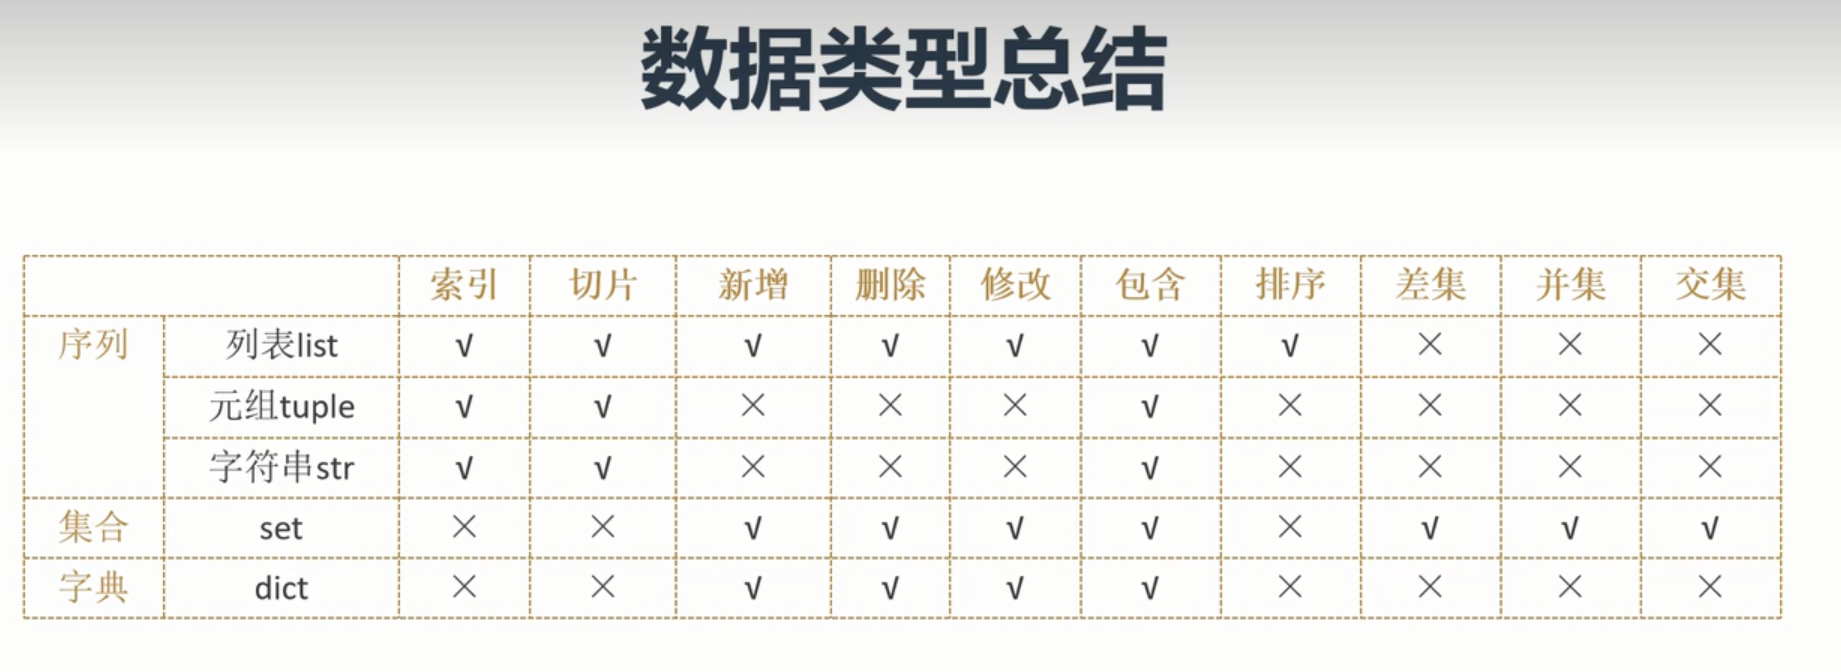 数据类型总结
索引 切片 新增 删除 修改 包含 排序 差集 并集 交集
序列 列表list √ √ √ √ √ √ √ × × ×
元组tuple √ √ × × × √ × × × ×
字符串str √ √ × × × √ × × × ×
集合 set × × √ √ √ √ × √ √ √
字典 dict × × √ √ √ √ × × × ×